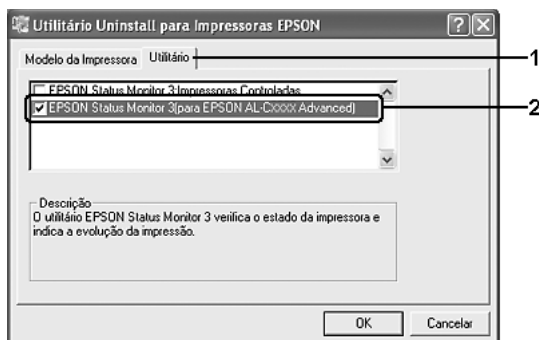 Utilitário Uninstall para Impressoras EPSON
Modelo da Impressora Utilitário
1
EPSON Status Monitor 3:Impressoras Controladas
EPSON Status Monitor 3(para EPSON AL-CXXXX Advanced)
2
Descrição
O utilitário EPSON Status Monitor 3 verifica o estado da impressora e
indica a evolução da impressão.
OK Cancelar